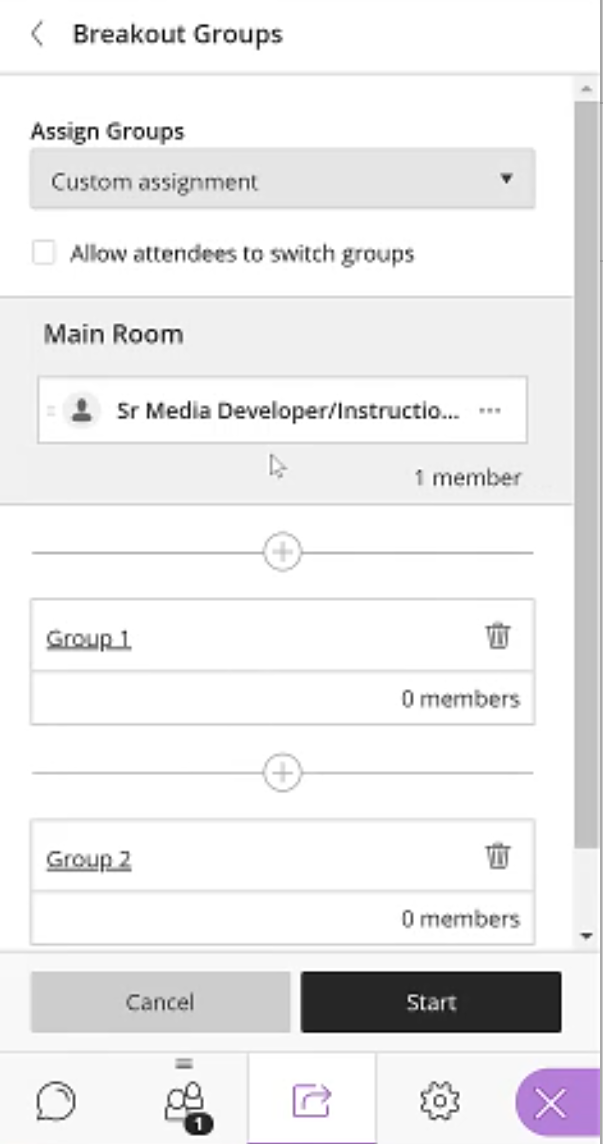 Breakout Groups
Assign Groups
Custom assignment
Allow attendees to switch groups
Main Room
Sr Media Developer/Instructio...
1 member
Group 1
0 members
Group 2
0 members
Cancel
Start
1